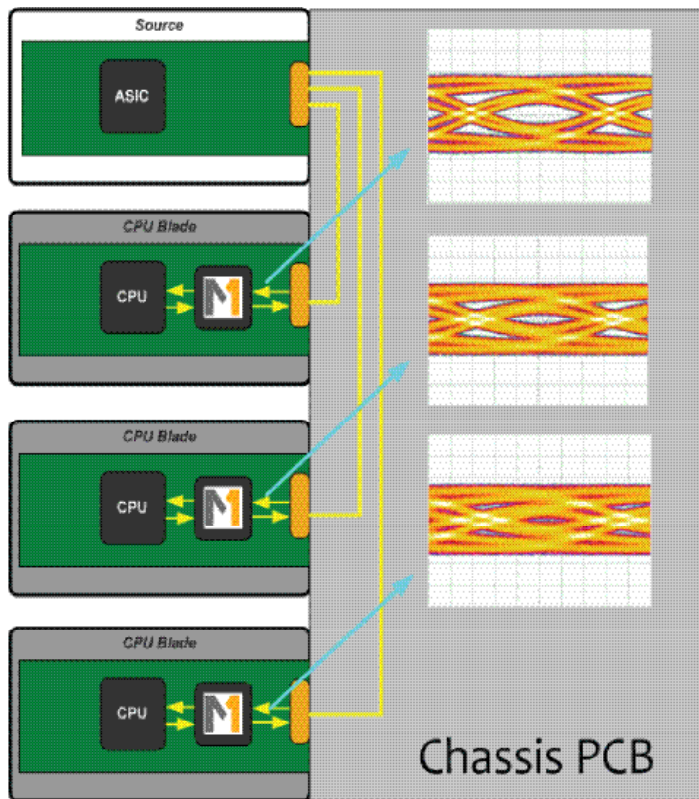 Source
ASIC
CPU Blade
CPU
M
CPU Blade
CPU
M
CPU Blade
CPU
M
Chassis PCB